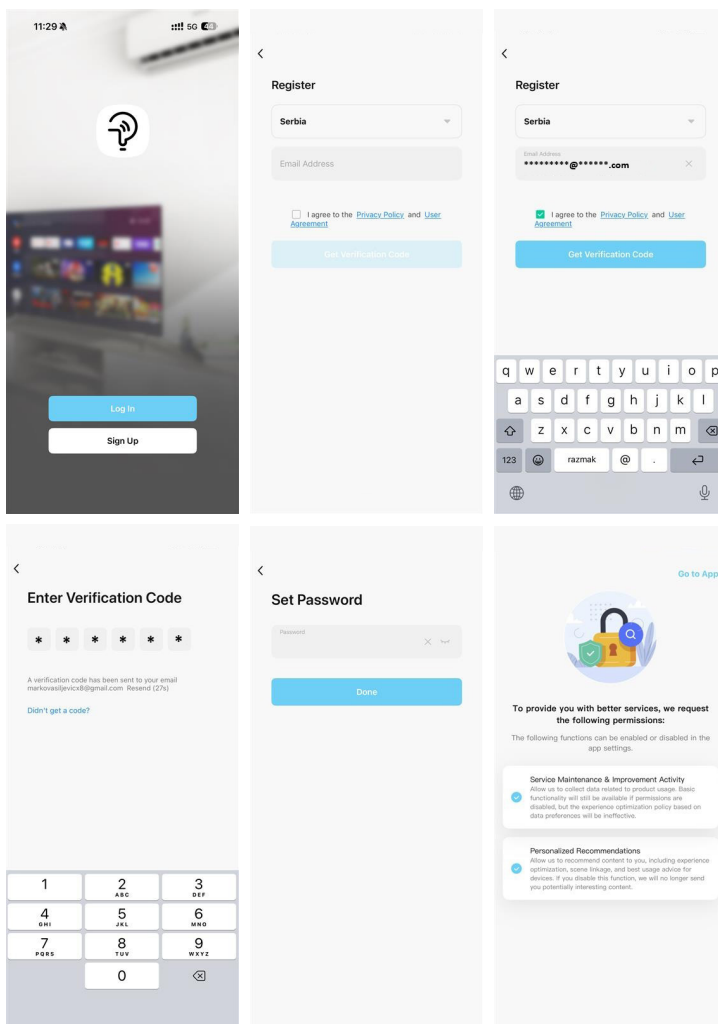 11:29
5G
Log In
Sign Up
Register
Serbia
Email Address
I agree to the Privacy Policy and User
Agreement
Get Verification Code
Register
Serbia
Email Address
*********@******.com
I agree to the Privacy Policy and User
Agreement
Get Verification Code
q w e r t y u i o p
a s d f g h j k l
z x c v b n m
123 razmak @ .
Enter Verification Code
* * * * * *
A verification code has been sent to your email
markovasiljevicx8@gmail.com Resend (27s)
Didn't get a code?
1 2 3
ABC DEF
4 5 6
GHI JKL MNO
7 8 9
PQRS TUV WXYZ
0
Set Password
Password
Done
Go to App
To provide you with better services, we request
the following permissions:
The following functions can be enabled or disabled in the
app settings.
Service Maintenance & Improvement Activity
Allow us to collect data related to product usage. Basic
functionality will still be available if permissions are
disabled, but the experience optimization policy based on
data preferences will be ineffective.
Personalized Recommendations
Allow us to recommend content to you, including experience
optimization, scene linkage, and best usage advice for
devices. If you disable this function, we will no longer send
you potentially interesting content.